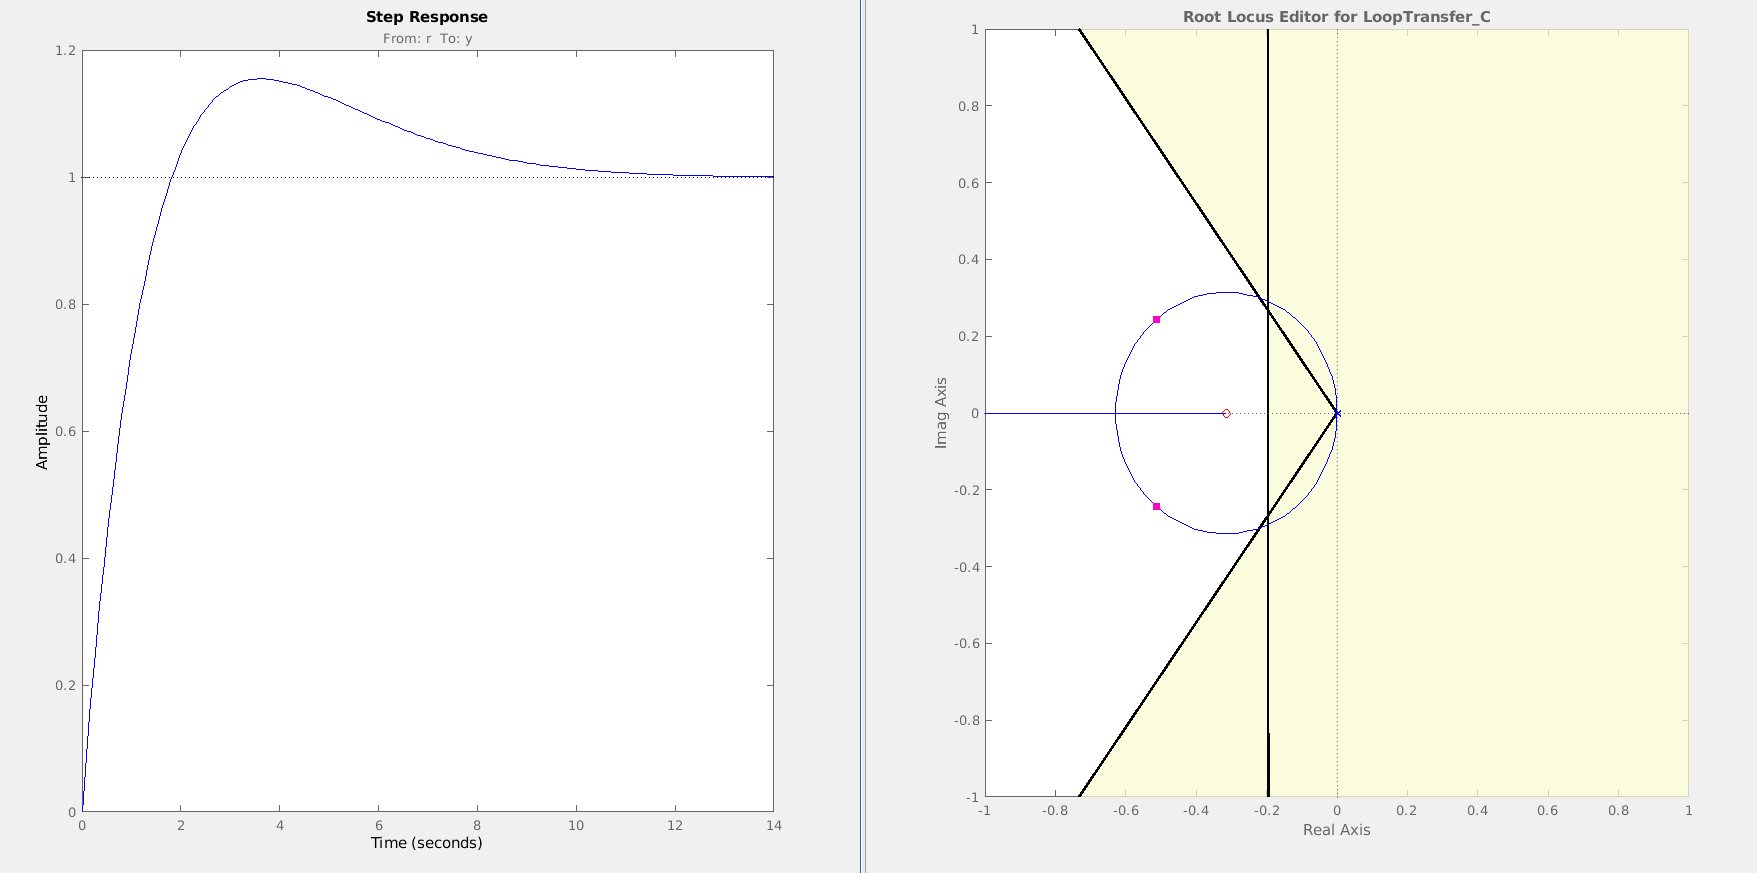 Step Response
From: r  To: y
1.2
1
0.8
0.6
0.4
0.2
0
Amplitude
0 2 4 6 8 10 12 14
Time (seconds)
Root Locus Editor for LoopTransfer_C
1
0.8
0.6
0.4
0.2
0
-0.2
-0.4
-0.6
-0.8
-1
Imag Axis
-1 -0.8 -0.6 -0.4 -0.2 0 0.2 0.4 0.6 0.8 1
Real Axis